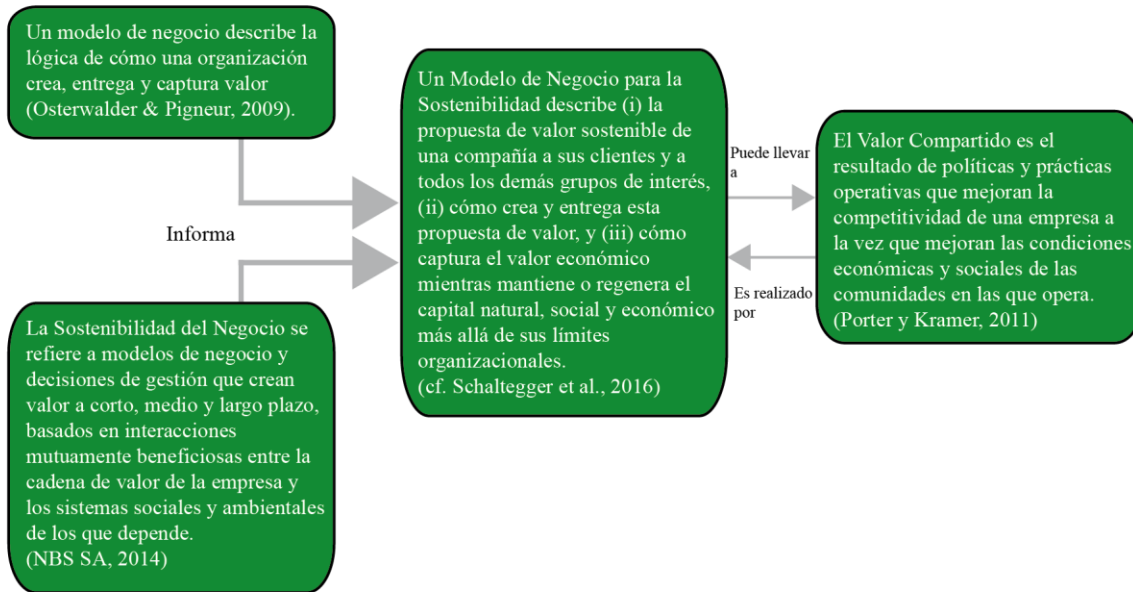 Un modelo de negocio describe la
lógica de cómo una organización
crea, entrega y captura valor
(Osterwalder & Pigneur, 2009).
Informa
La Sostenibilidad del Negocio se
refiere a modelos de negocio y
decisiones de gestión que crean
valor a corto, medio y largo plazo,
basados en interacciones
mutuamente beneficiosas entre la
cadena de valor de la empresa y
los sistemas sociales y ambientales
de los que depende.
(NBS SA, 2014)
Un Modelo de Negocio para la
Sostenibilidad describe (i) la
propuesta de valor sostenible de
una compañía a sus clientes y a
todos los demás grupos de interés,
(ii) cómo crea y entrega esta
propuesta de valor, y (iii) cómo
captura el valor económico
mientras mantiene o regenera el
capital natural, social y económico
más allá de sus límites
organizacionales.
(cf. Schaltegger et al., 2016)
Puede llevar
a
Es realizado
por
El Valor Compartido es el
resultado de políticas y prácticas
operativas que mejoran la
competitividad de una empresa a
la vez que mejoran las condiciones
económicas y sociales de las
comunidades en las que opera.
(Porter y Kramer, 2011)